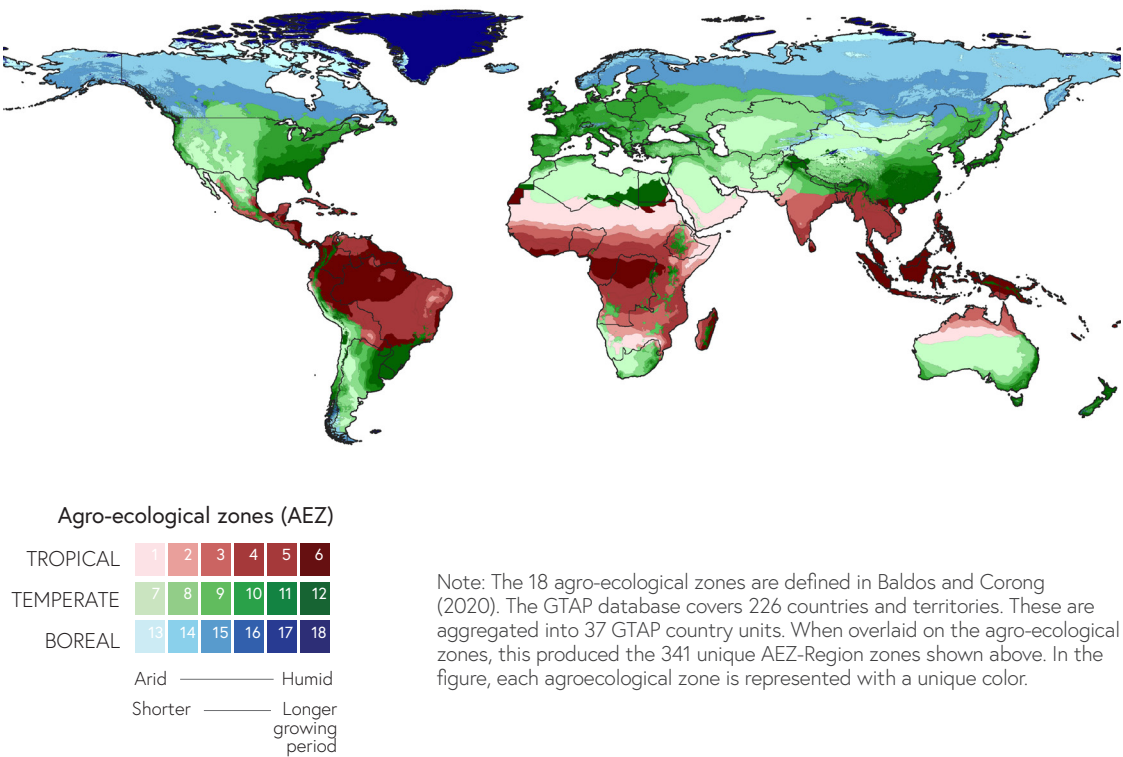 Agro-ecological zones (AEZ)
TROPICAL 1 2 3 4 5 6
TEMPERATE 7 8 9 10 11 12
BOREAL 13 14 15 16 17 18
Arid Humid
Shorter Longer
growing
period
Note: The 18 agro-ecological zones are defined in Baldos and Corong
(2020). The GTAP database covers 226 countries and territories. These are
aggregated into 37 GTAP country units. When overlaid on the agro-ecological
zones, this produced the 341 unique AEZ-Region zones shown above. In the
figure, each agroecological zone is represented with a unique color.